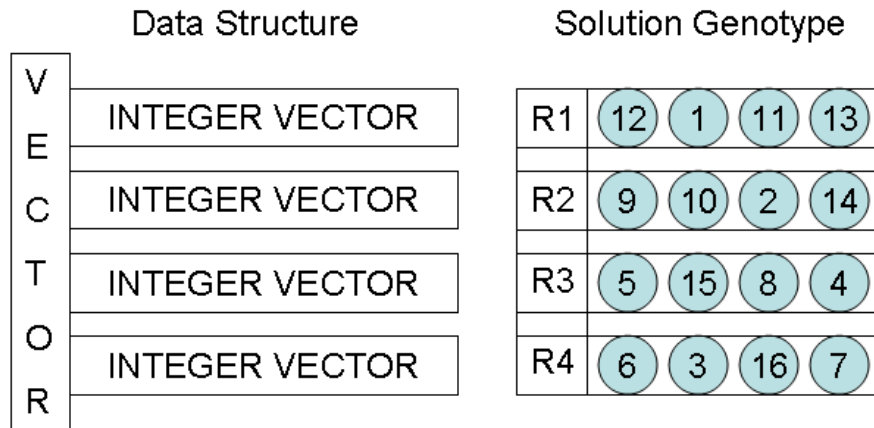 Data Structure
Solution Genotype
V
E
C
T
O
R
INTEGER VECTOR
INTEGER VECTOR
INTEGER VECTOR
INTEGER VECTOR
R1 12 1 11 13
R2 9 10 2 14
R3 5 15 8 4
R4 6 3 16 7